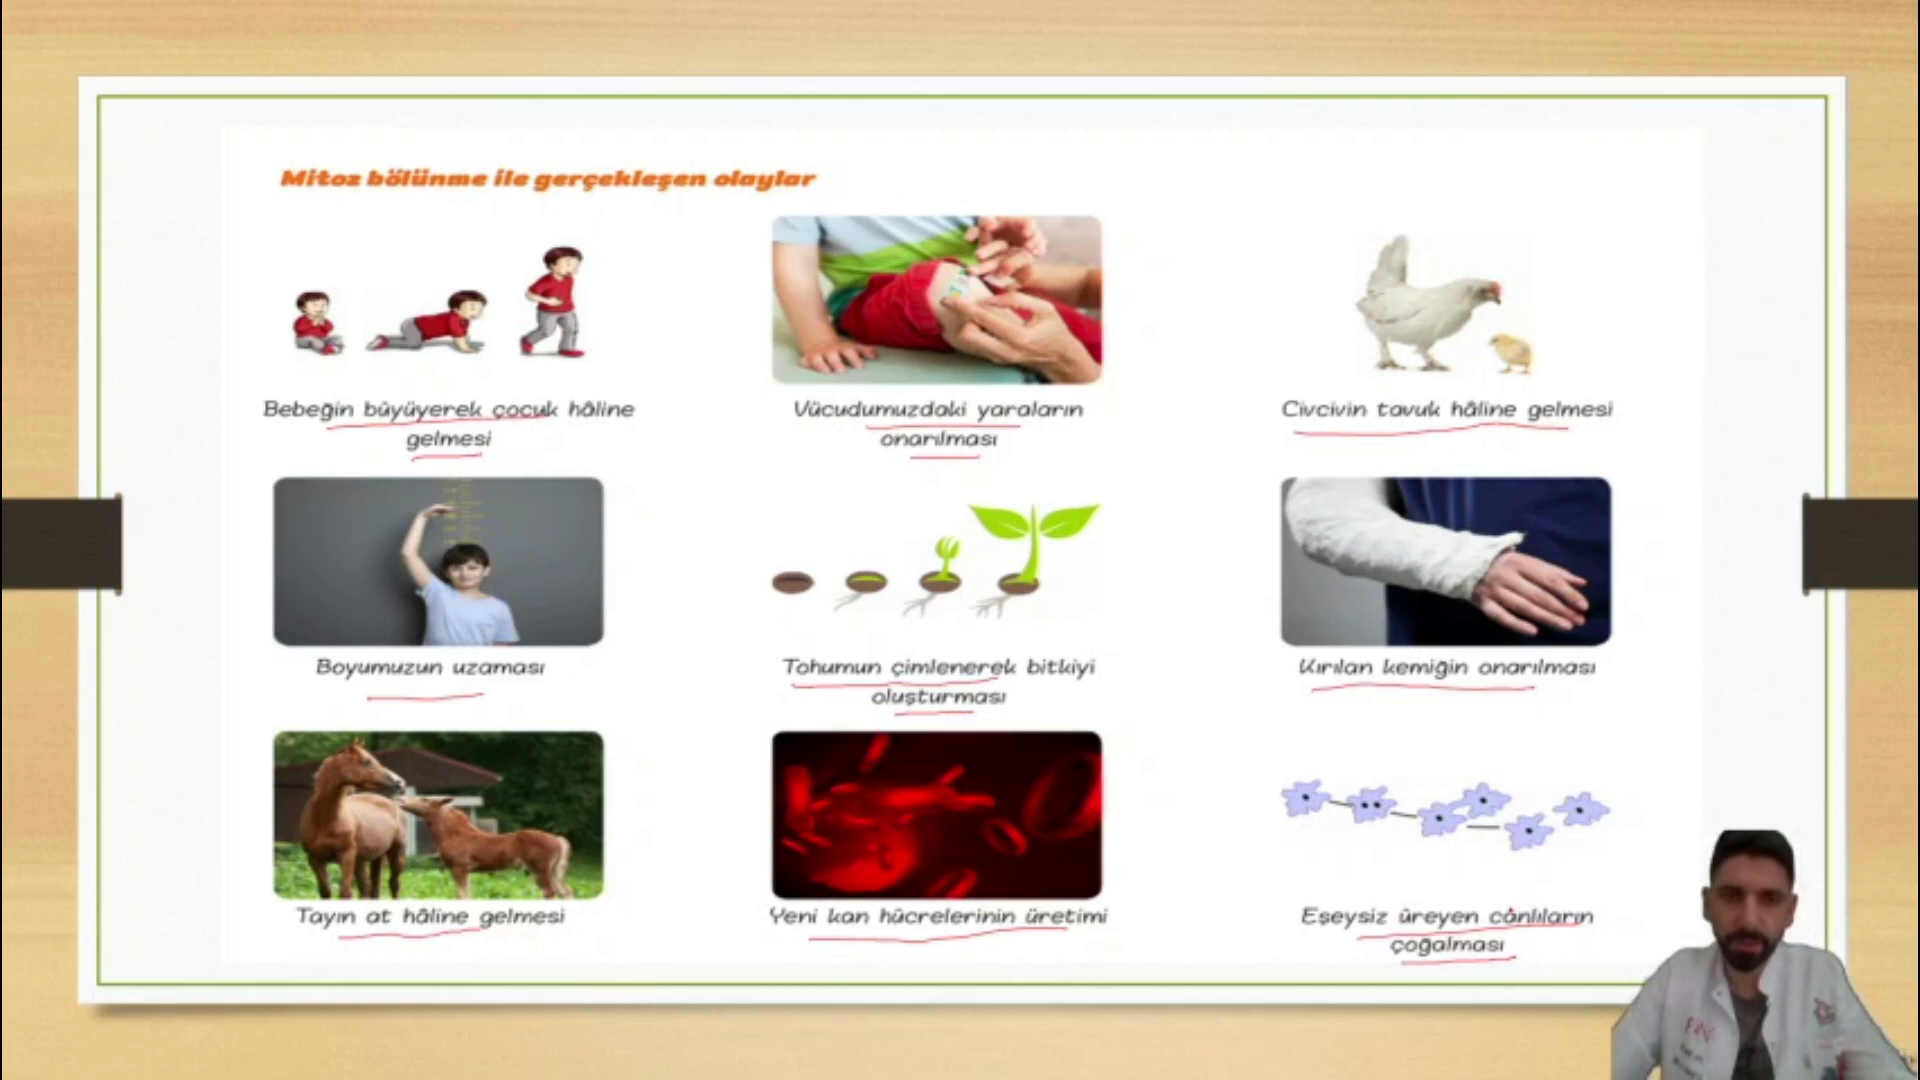 Mitoz bölünme ile gerçekleşen olaylar
Bebeğin büyüyerek çocuk hâline
gelmesi
Vücudumuzdaki yaraların
onarılması
Civcivin tavuk hâline gelmesi
Boyumuzun uzaması
Tohumun çimlenerek bitkiyi
oluşturması
Kırılan kemiğin onarılması
Tayın at hâline gelmesi
Yeni kan hücrelerinin üretimi
Eşeysiz üreyen canlıların
çoğalması